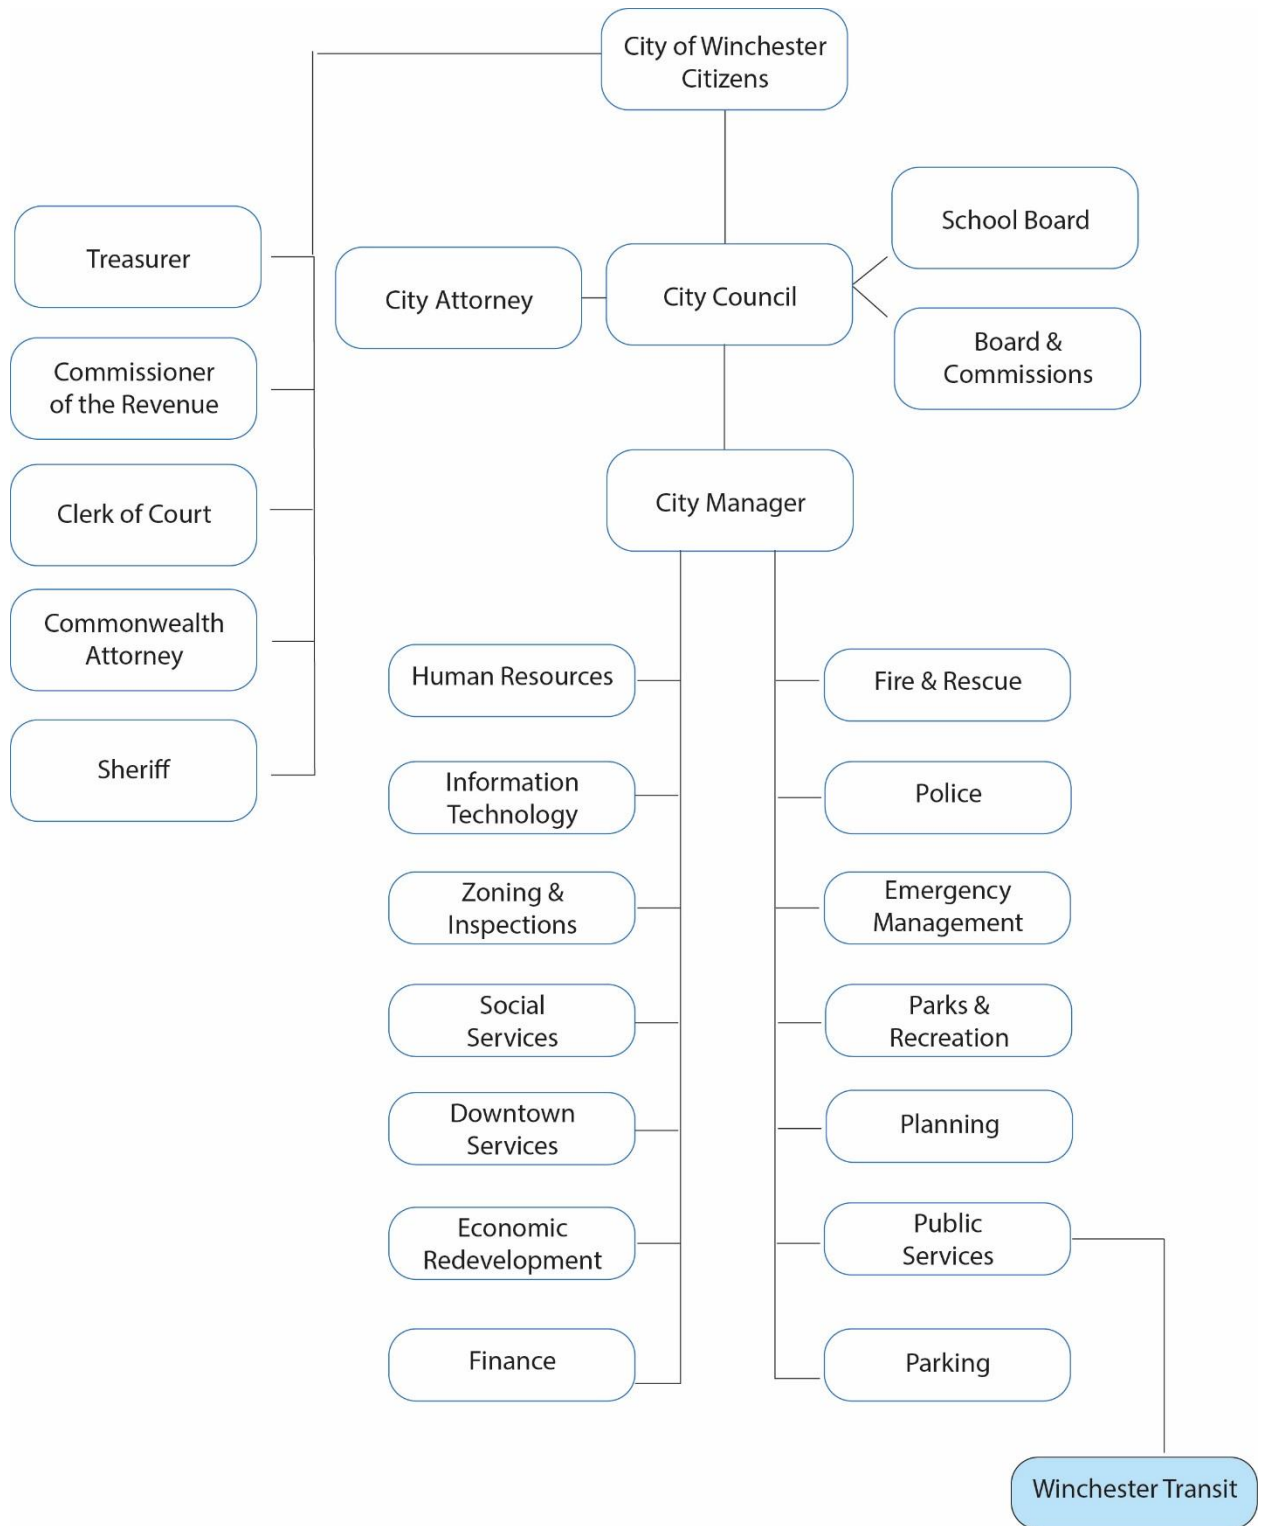 City of Winchester
Citizens
School Board
Treasurer
City Attorney
City Council
Board &
Commissions
Commissioner
of the Revenue
Clerk of Court
City Manager
Commonwealth
Attorney
Sheriff
Human Resources
Fire & Rescue
Information
Technology
Police
Zoning &
Inspections
Emergency
Management
Social
Services
Parks &
Recreation
Downtown
Services
Planning
Economic
Redevelopment
Public
Services
Finance
Parking
Winchester Transit